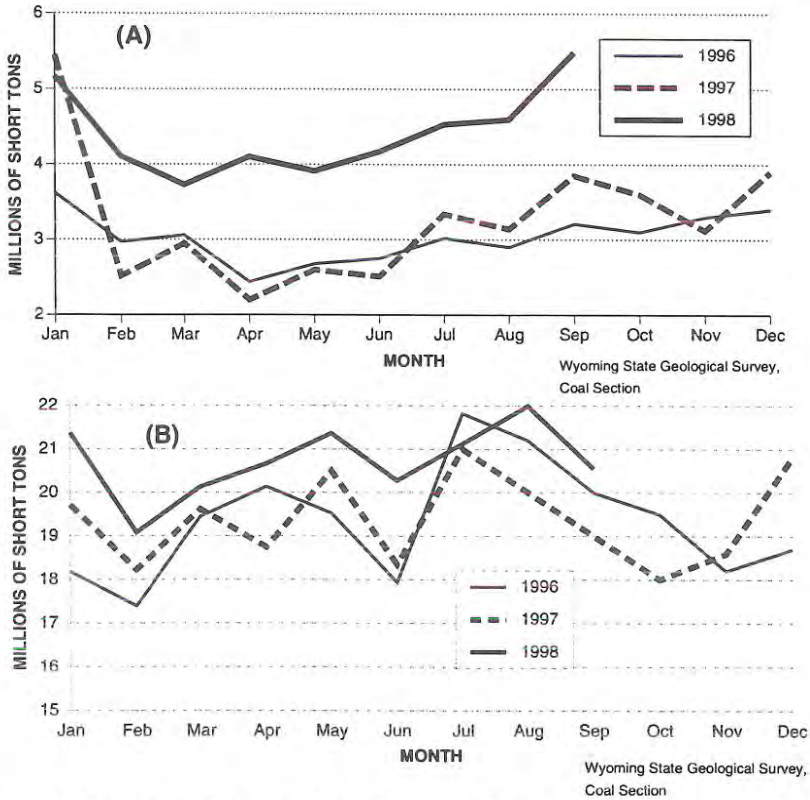 (A)
MILLIONS OF SHORT TONS
6
5
4
3
2
1996
1997
1998
Jan Feb Mar Apr May Jun Jul Aug Sep Oct Nov Dec
MONTH
Wyoming State Geological Survey,
Coal Section
(B)
MILLIONS OF SHORT TONS
22
21
20
19
18
17
16
15
1996
1997
1998
Jan Feb Mar Apr May Jun Jul Aug Sep Oct Nov Dec
MONTH
Wyoming State Geological Survey,
Coal Section